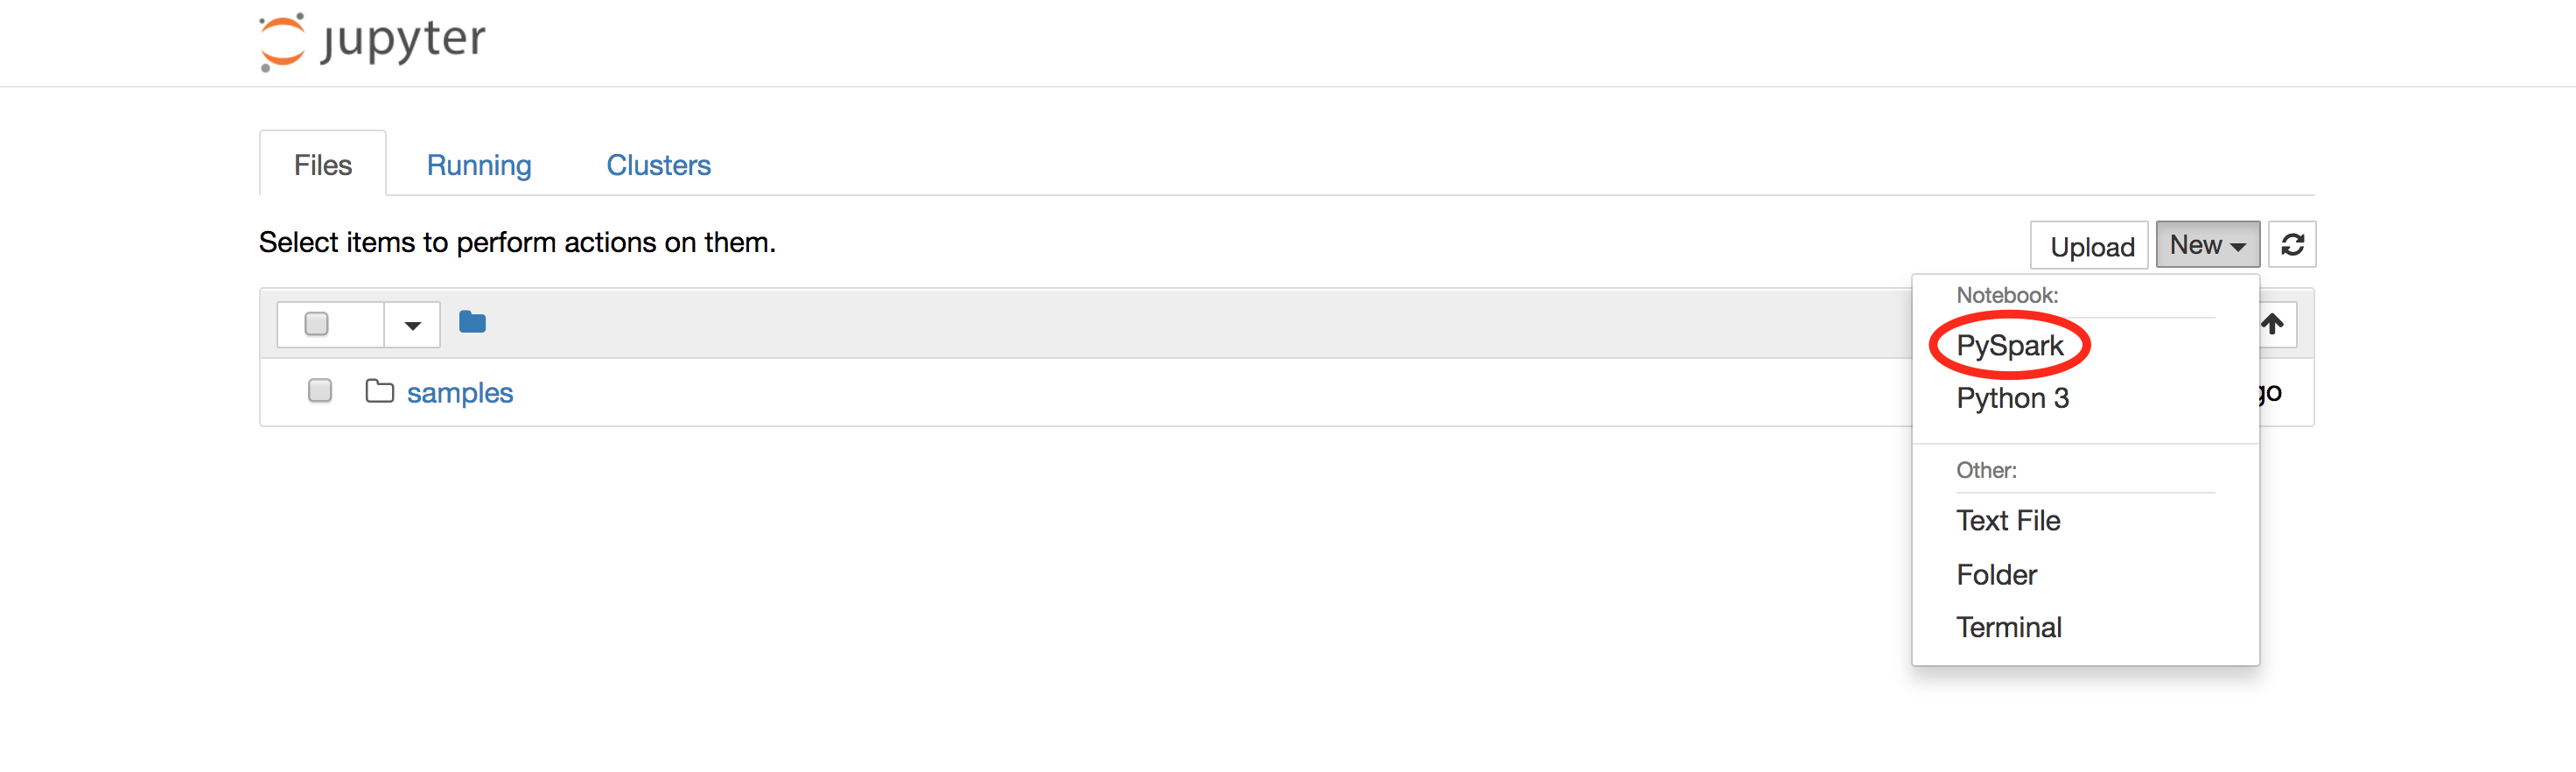 jupyter
Files Running Clusters
Select items to perform actions on them.
Upload New
Notebook:
PySpark
samples
Python 3
Other:
Text File
Folder
Terminal